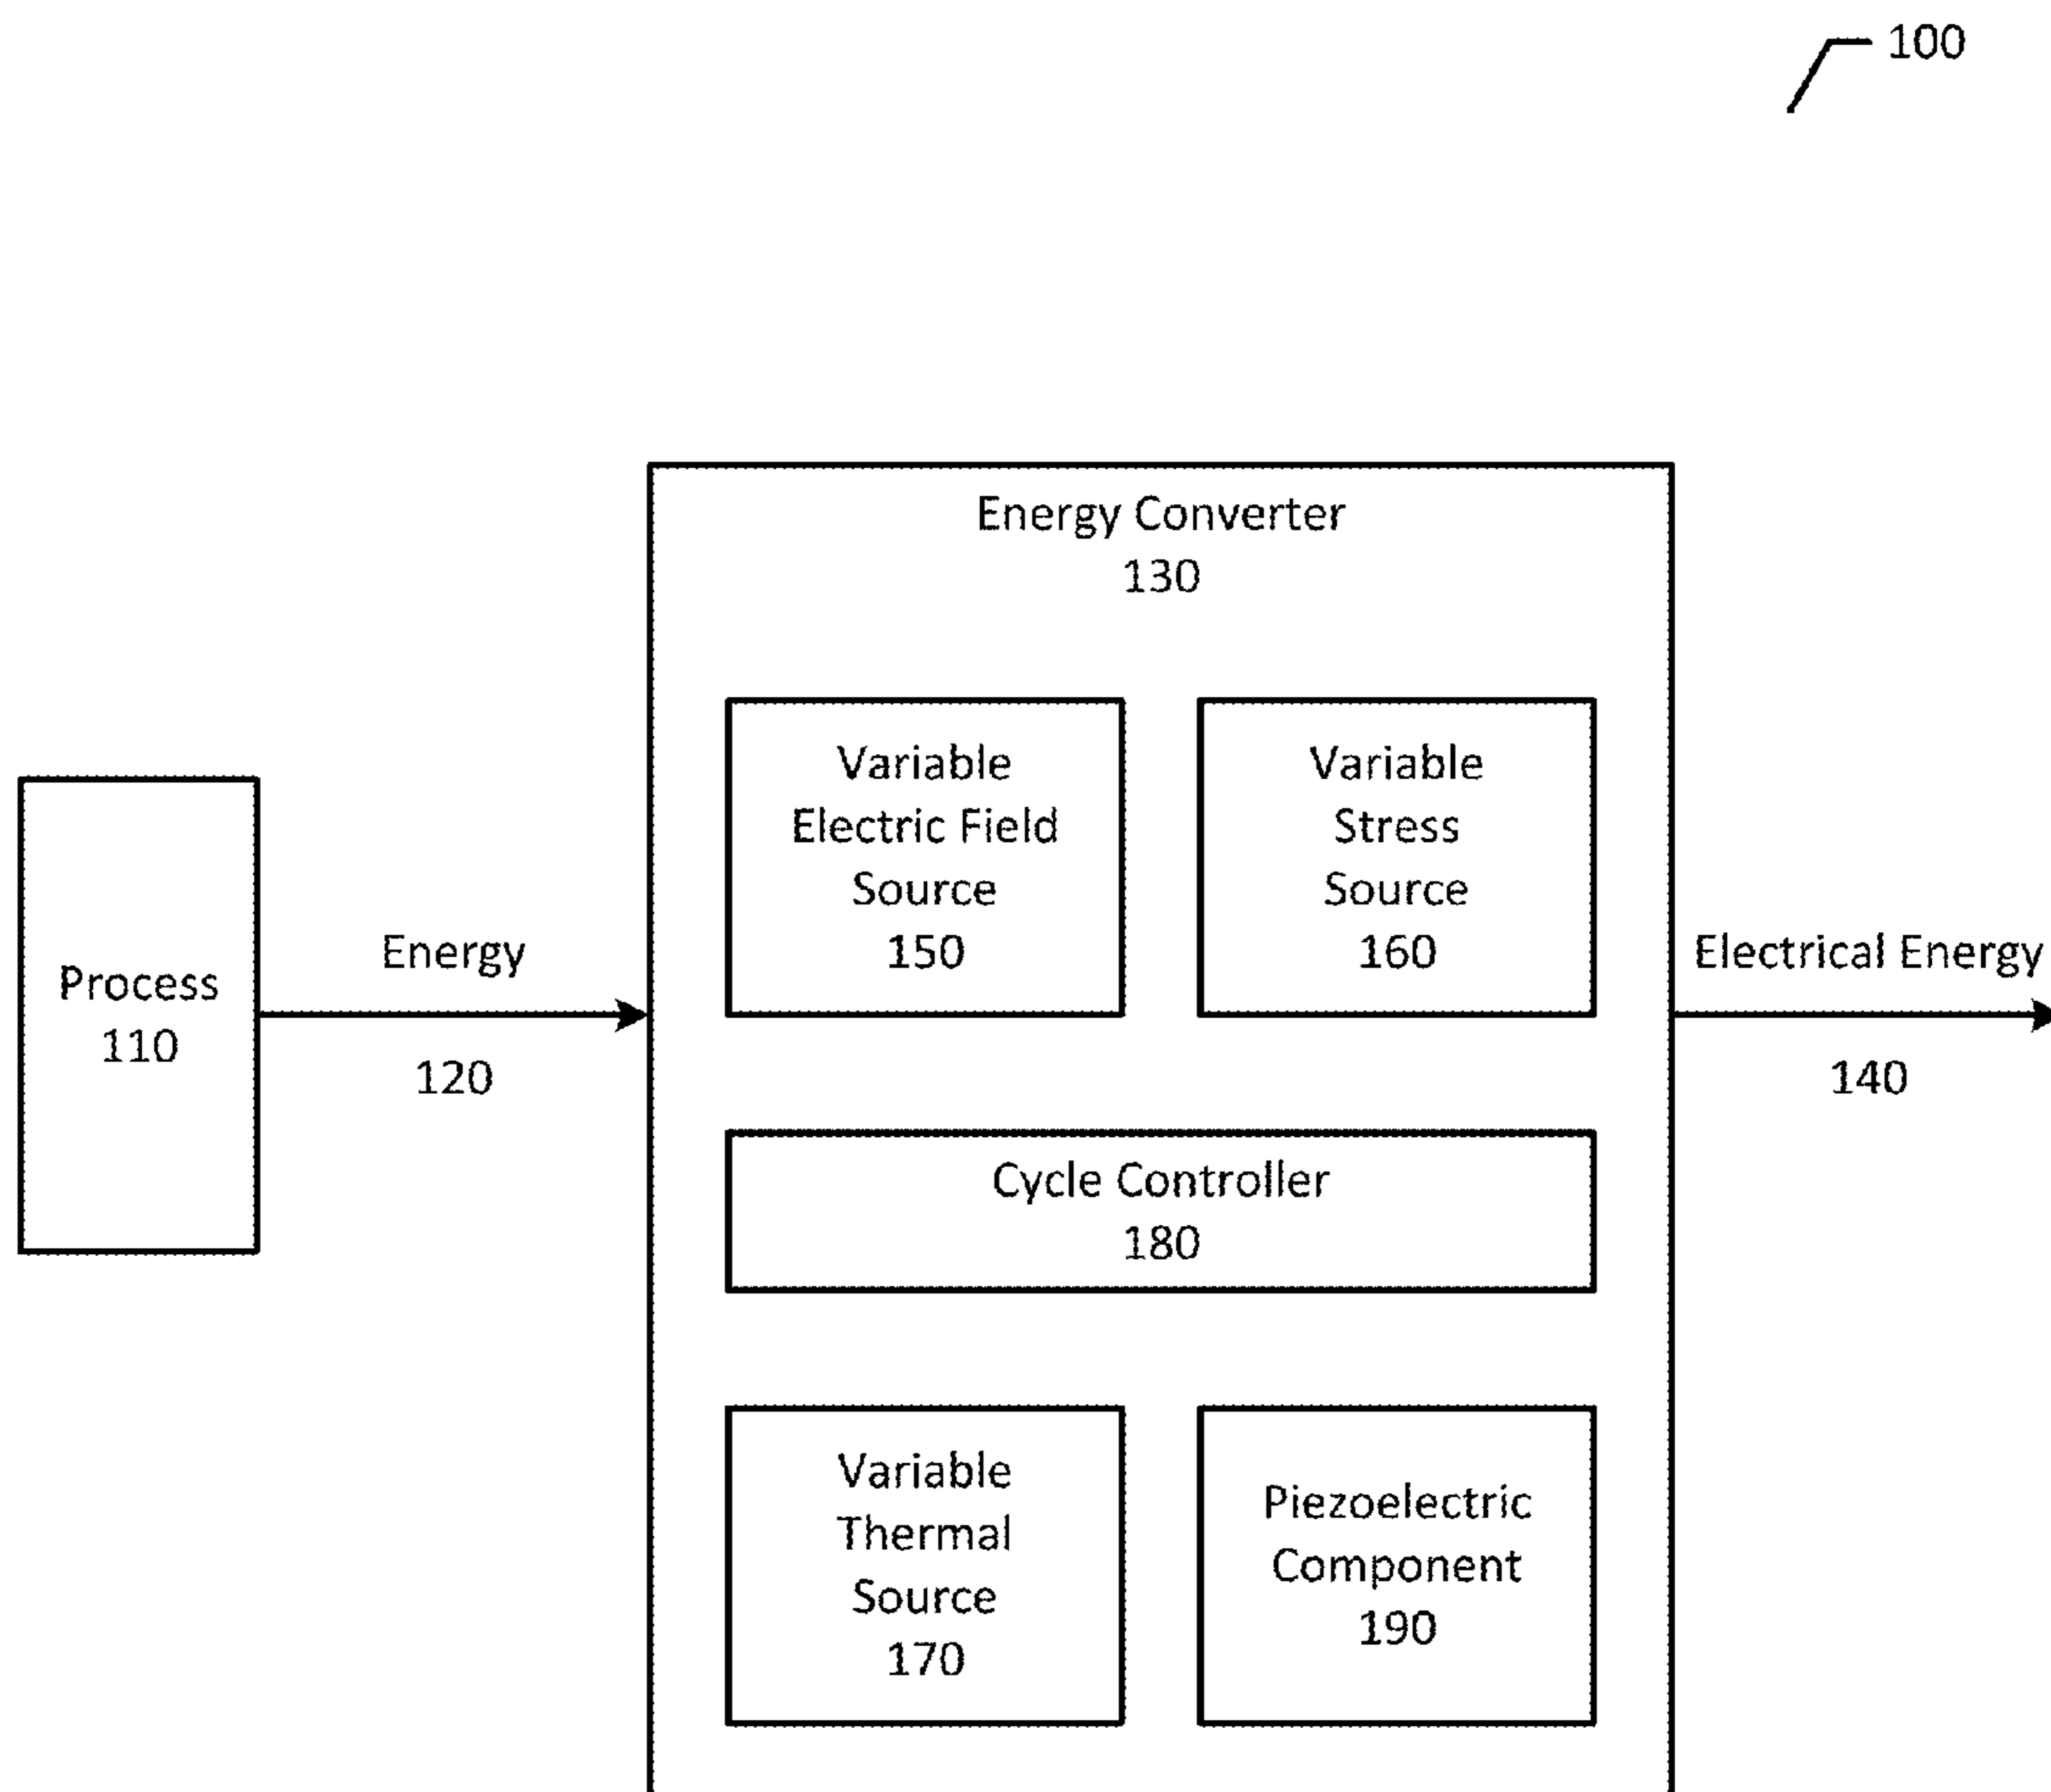 100
Energy Converter
130
Variable
Electric Field
Source
150
Variable
Stress
Source
160
Process
110
Energy
120
Electrical Energy
140
Cycle Controller
180
Variable
Thermal
Source
170
Piezoelectric
Component
190